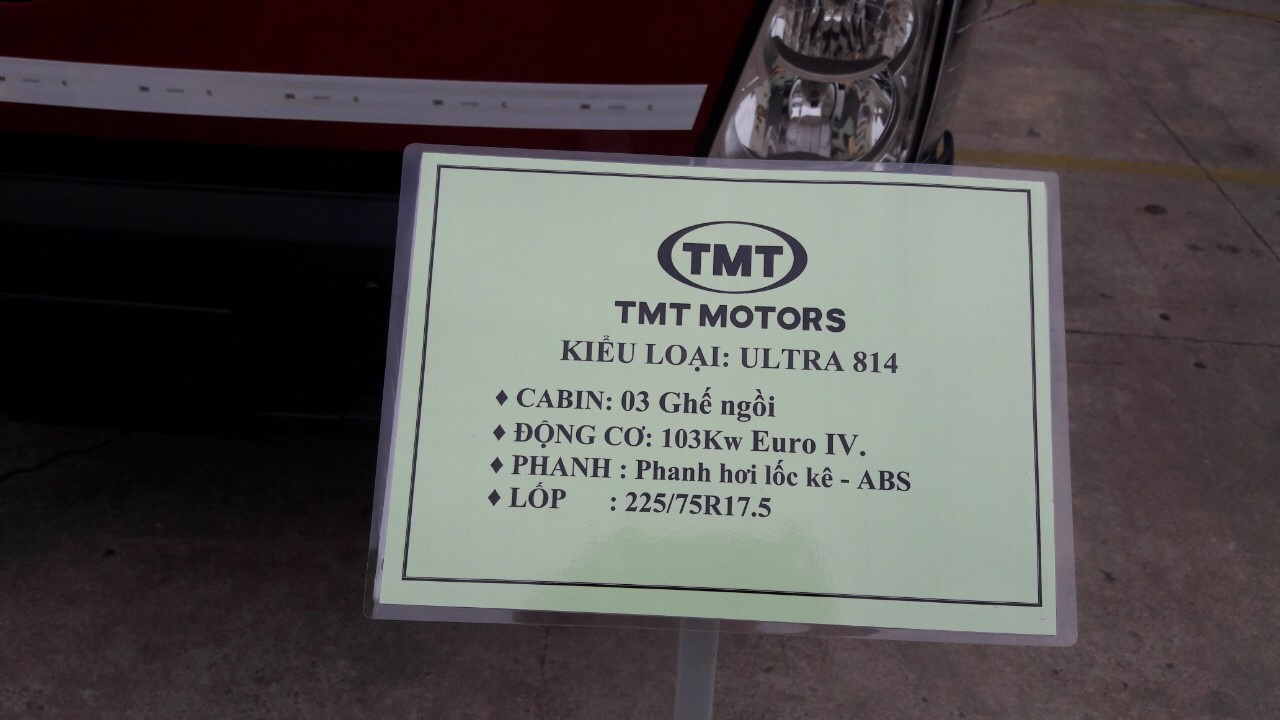 TMT
TMT MOTORS
KIỂU LOẠI: ULTRA 814
♦ CABIN: 03 Ghế ngồi
♦ ĐỘNG CƠ: 103Kw Euro IV.
♦ PHANH : Phanh hơi lốc kê - ABS
♦ LỐP : 225/75R17.5